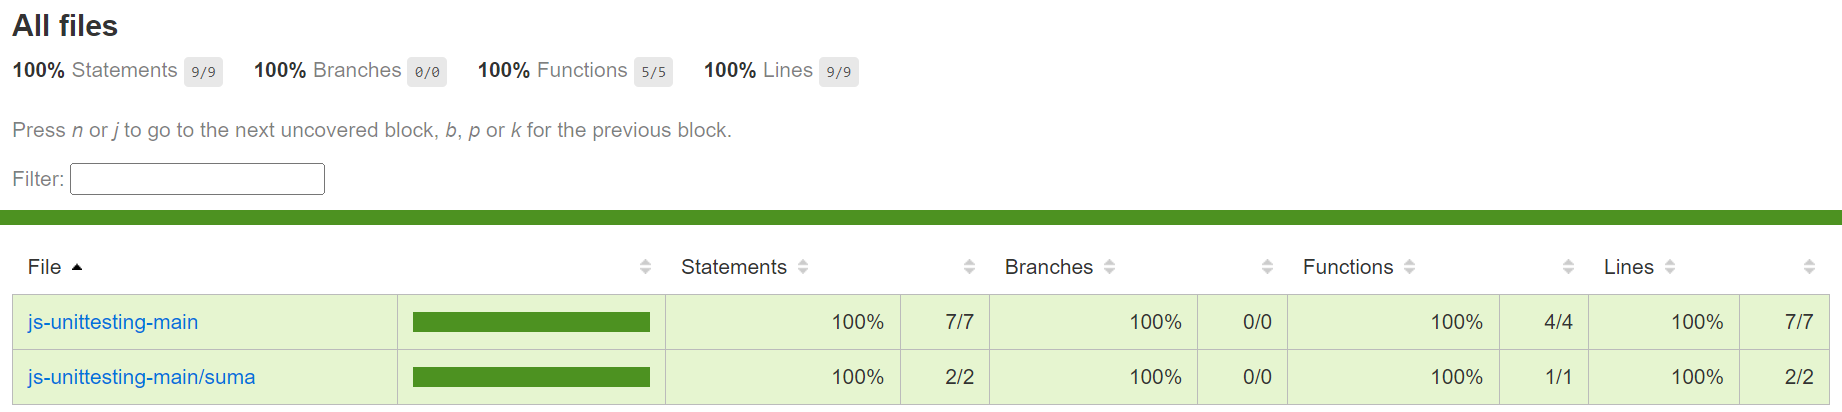 All files
100% Statements 9/9 100% Branches 0/0 100% Functions 5/5 100% Lines 9/9
Press n or j to go to the next uncovered block, b, p or k for the previous block.
Filter:
File Statements Branches Functions Lines
js-unittesting-main 100% 7/7 100% 0/0 100% 4/4 100% 7/7
js-unittesting-main/suma 100% 2/2 100% 0/0 100% 1/1 100% 2/2